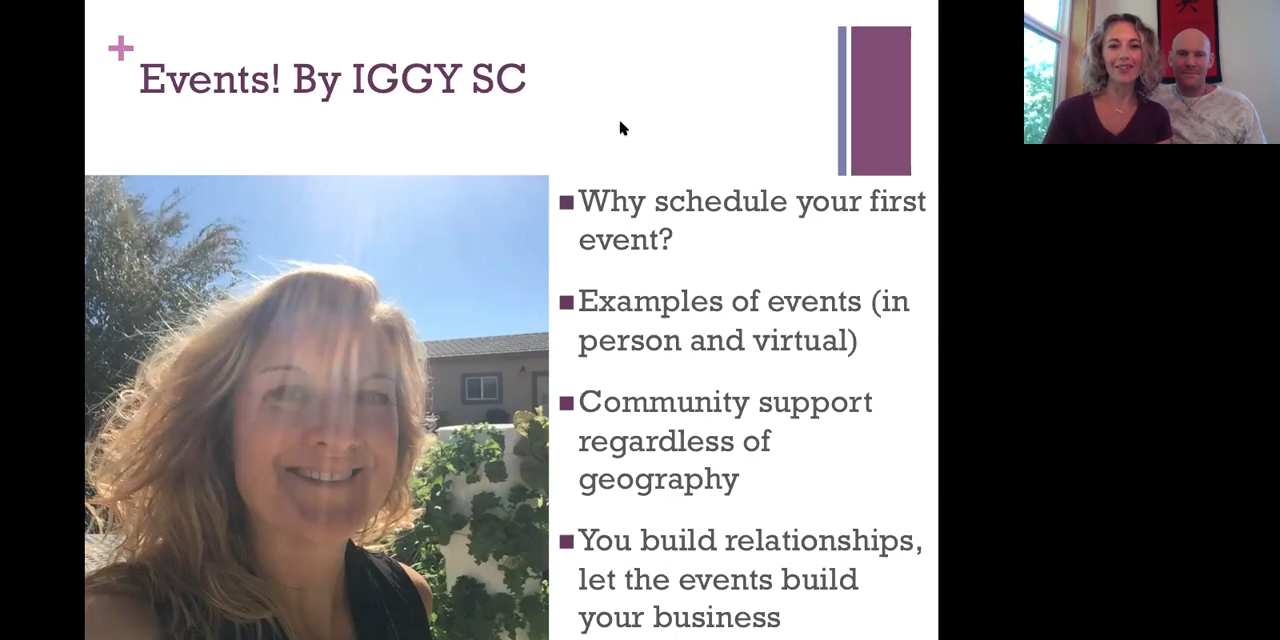 Events! By IGGY SC
Why schedule your first
event?
Examples of events (in
person and virtual)
Community support
regardless of
geography
You build relationships,
let the events build
your business